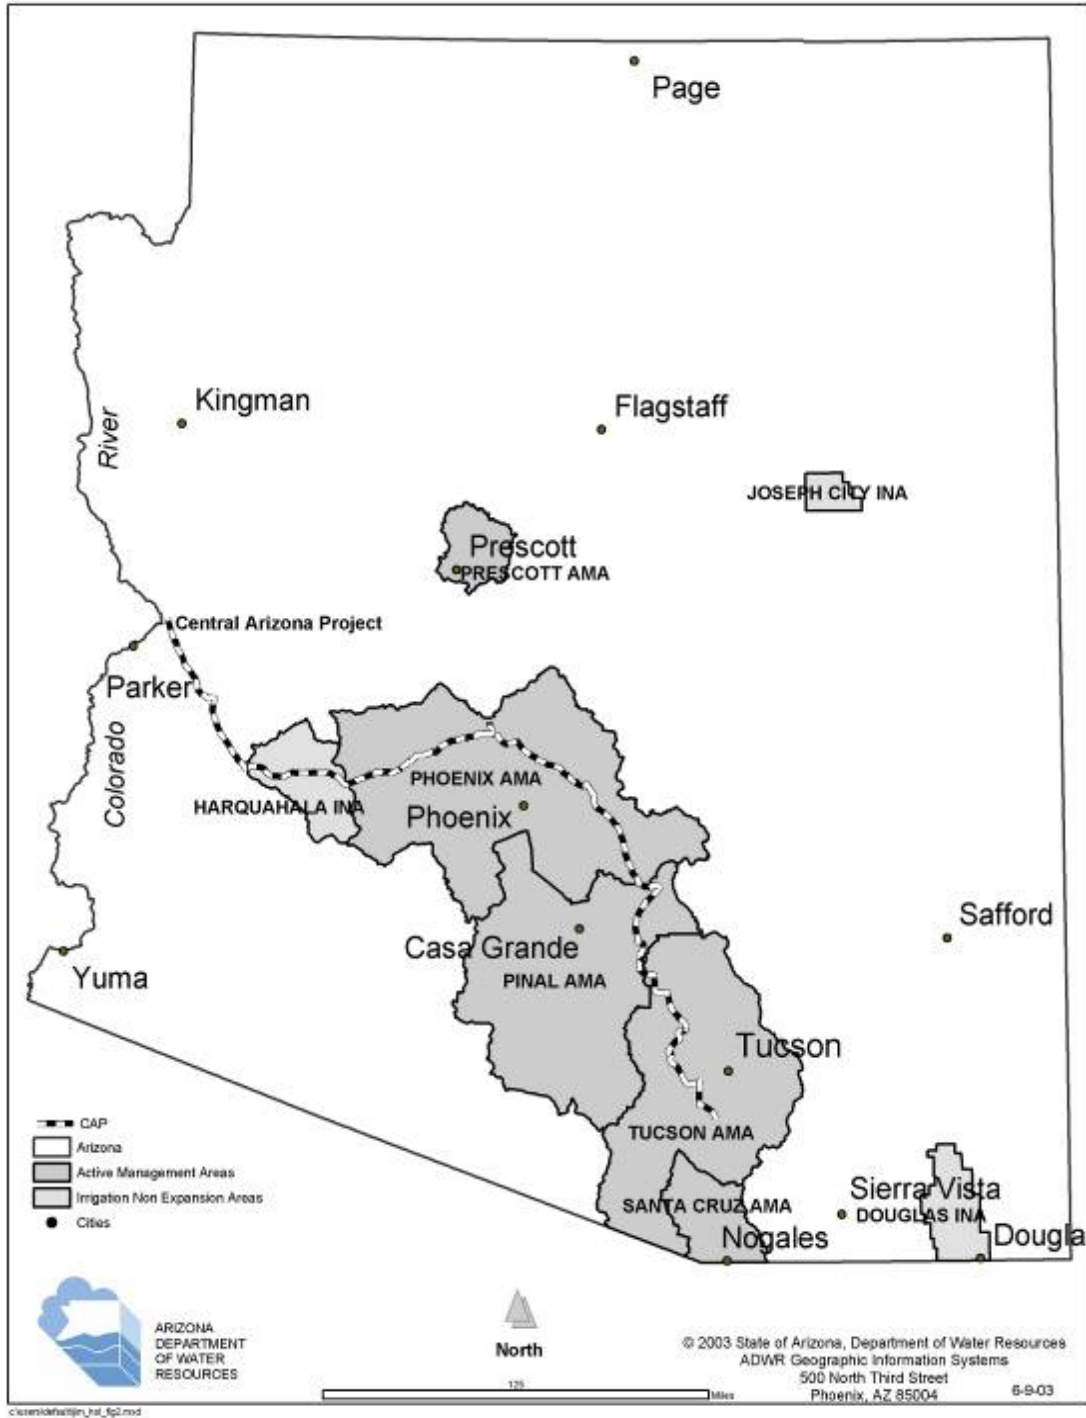 Page
Kingman
Flagstaff
River
JOSEPH CITY INA
Prescott
PRESCOTT AMA
Central Arizona Project
Parker
Colorado
PHOENIX AMA
HARQUAHALA INA
Phoenix
Safford
Casa Grande
Yuma
PINAL AMA
Tucson
CAP
TUCSON AMA
Arizona
Active Management Areas
Irrigation Non Expansion Areas
Cities
Sierra Vista
SANTA CRUZ AMA
DOUGLAS INA
Nogales
Dougla
ARIZONA
DEPARTMENT
OF WATER
RESOURCES
North
© 2003 State of Arizona, Department of Water Resources
ADWR Geographic Information Systems
500 North Third Street
Phoenix, AZ 85004
6-9-03
125
Miles